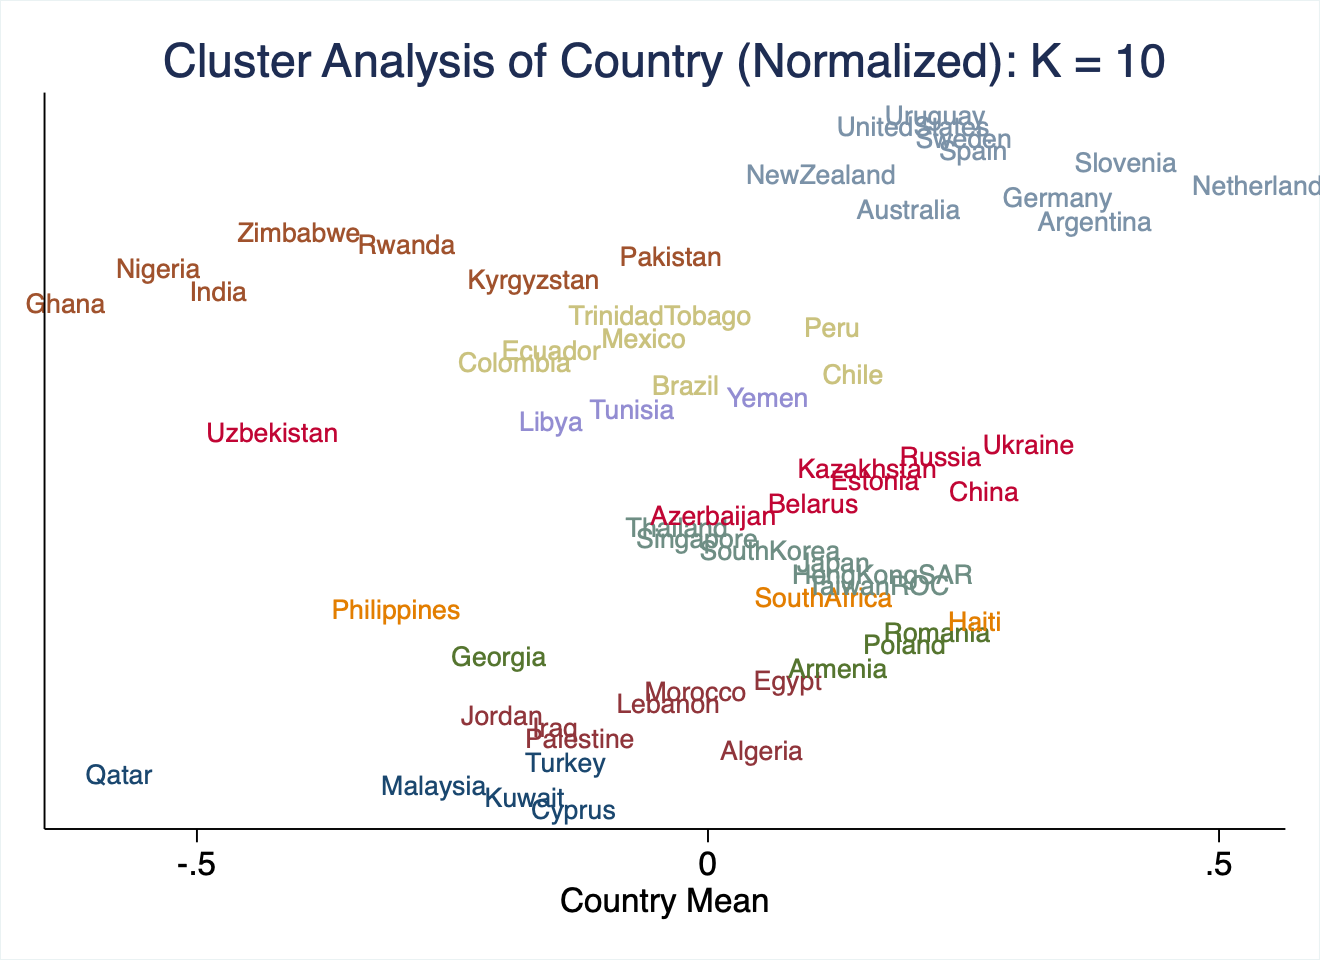 Cluster Analysis of Country (Normalized): K = 10
Uruguay
UnitedStates
Sweden
Spain
Slovenia
NewZealand
Netherland
Germany
Australia
Argentina
Zimbabwe
Rwanda
Pakistan
Nigeria
Kyrgyzstan
India
Ghana
TrinidadTobago
Peru
Mexico
Ecuador
Colombia
Chile
Brazil
Yemen
Tunisia
Libya
Uzbekistan
Ukraine
Russia
Kazakhstan
Estonia
China
Belarus
Azerbaijan
Thailand
Singapore
SouthKorea
Japan
HongKongSAR
TaiwanROC
SouthAfrica
Philippines
Haiti
Romania
Poland
Georgia
Armenia
Egypt
Morocco
Lebanon
Jordan
Iraq
Palestine
Algeria
Turkey
Qatar
Malaysia
Kuwait
Cyprus
-.5 0 .5
Country Mean